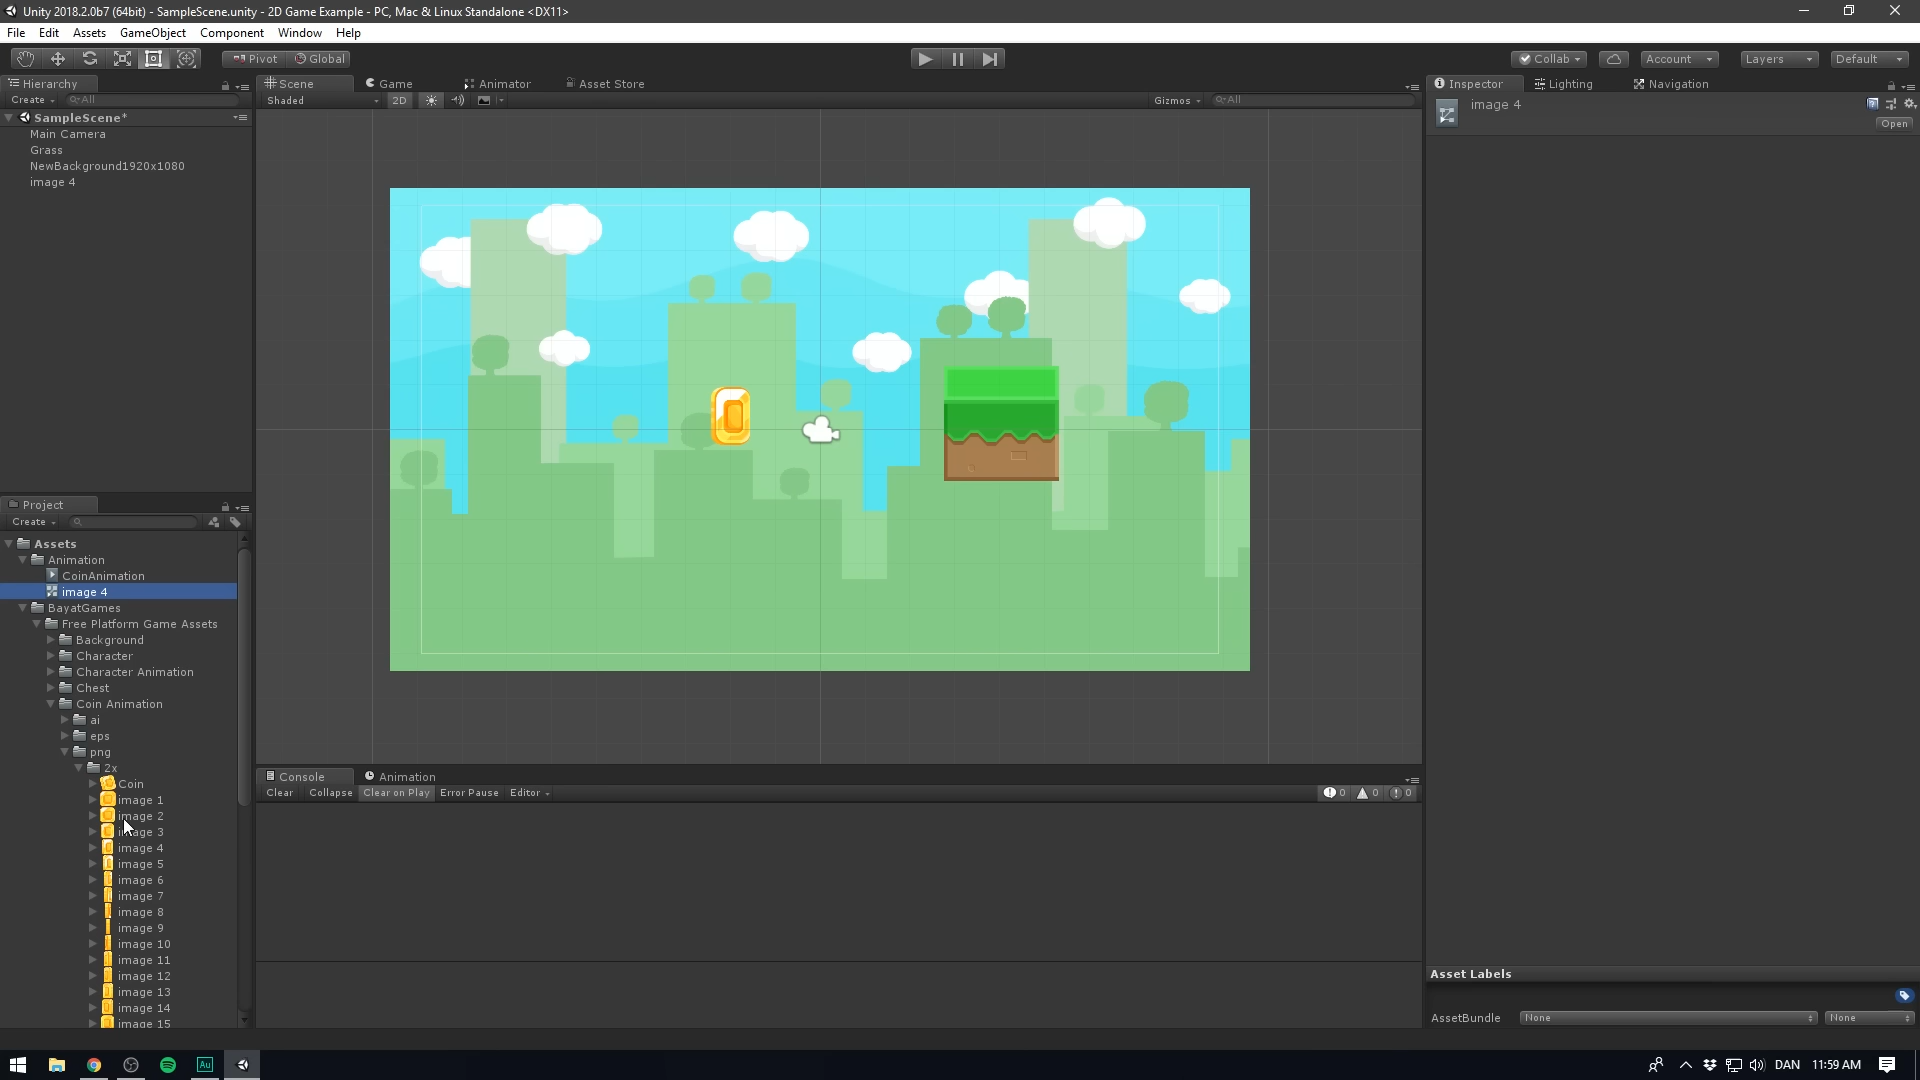 Unity 2018.2.0b7 (64bit) - SampleScene.unity - 2D Game Example - PC, Mac & Linux Standalone <DX11>
File Edit Assets GameObject Component Window Help
Pivot Global Collab Account Layers Default
Hierarchy
Create All
SampleScene*
Main Camera
Grass
NewBackground1920x1080
image 4
Scene Game Animator Asset Store
Shaded 2D Gizmos All
Inspector Lighting Navigation
image 4
Open
Project
Create
Assets
Animation
CoinAnimation
image 4
BayatGames
Free Platform Game Assets
Background
Character
Character Animation
Chest
Coin Animation
ai
eps
png
2x
Coin
image 1
image 2
image 3
image 4
image 5
image 6
image 7
image 8
image 9
image 10
image 11
image 12
image 13
image 14
image 15
Console Animation
Clear Collapse Clear on Play Error Pause Editor 0 0 0
Asset Labels
AssetBundle None None
Au DAN 11:59 AM